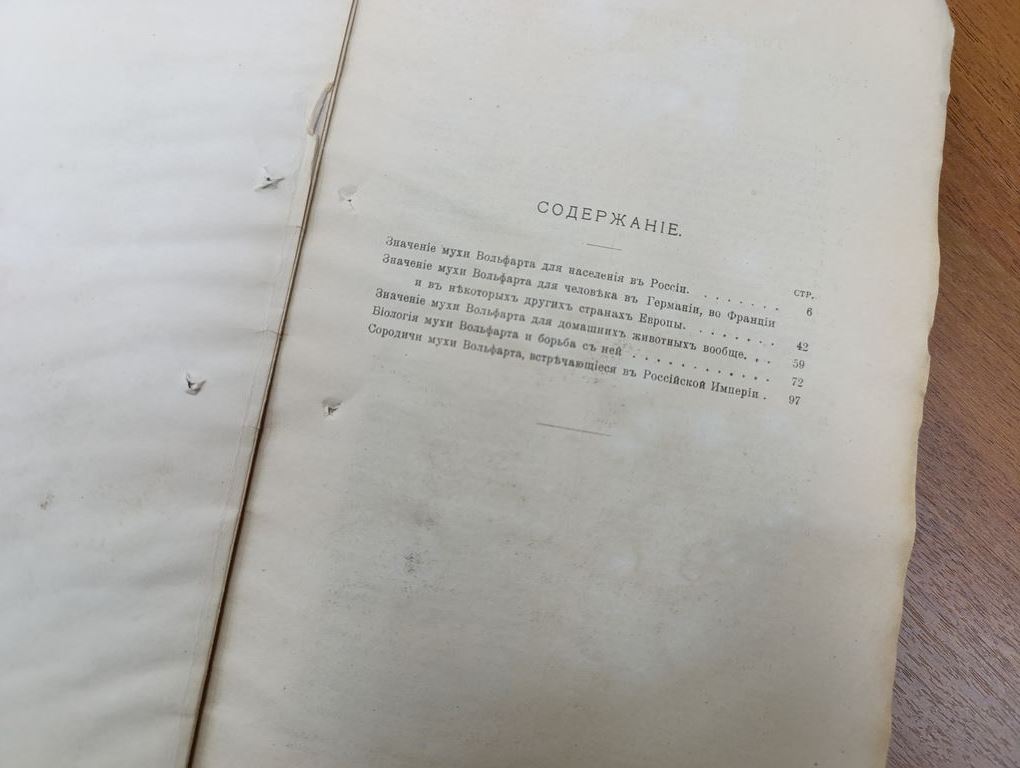 СОДЕРЖАНІЕ.
СТР.
Значеніе мухи Вольфарта для населенія въ Россіи. . . . . . . . . 6
Значеніе мухи Вольфарта для человѣка въ Германіи, во Франціи
и въ нѣкоторыхъ другихъ странахъ Европы. . . . . . . . 42
Значеніе мухи Вольфарта для домашнихъ животныхъ вообще. . . 59
Біологія мухи Вольфарта и борьба съ ней . . . . . . . . . . . . 72
Сородичи мухи Вольфарта, встрѣчающіеся въ Россійской Имперіи . 97